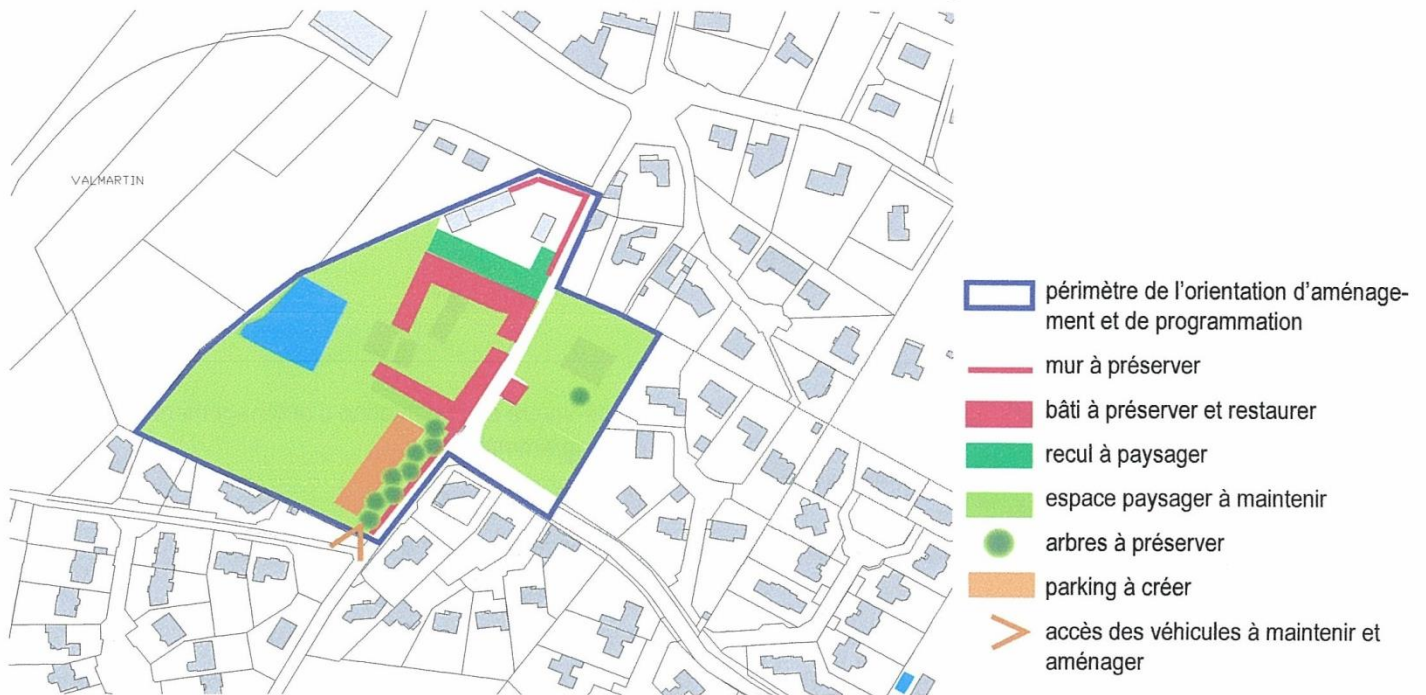 VALMARTIN
périmètre de l'orientation d'aménage-
ment et de programmation
mur à préserver
bâti à préserver et restaurer
recul à paysager
espace paysager à maintenir
arbres à préserver
parking à créer
accès des véhicules à maintenir et
aménager